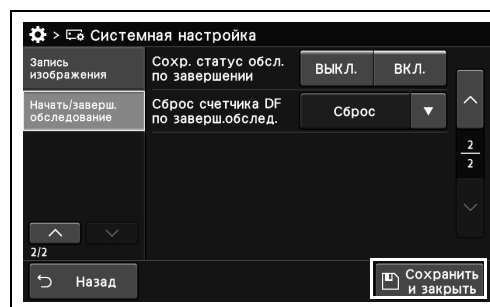 > Системная настройка
Запись
изображения
Сохр. статус обсл.
по завершении
ВЫКЛ.
ВКЛ.
Начать/заверш.
обследование
Сброс счетчика DF
по заверш.обслед.
Сброс
2
2
2/2
Назад
Сохранить
и закрыть